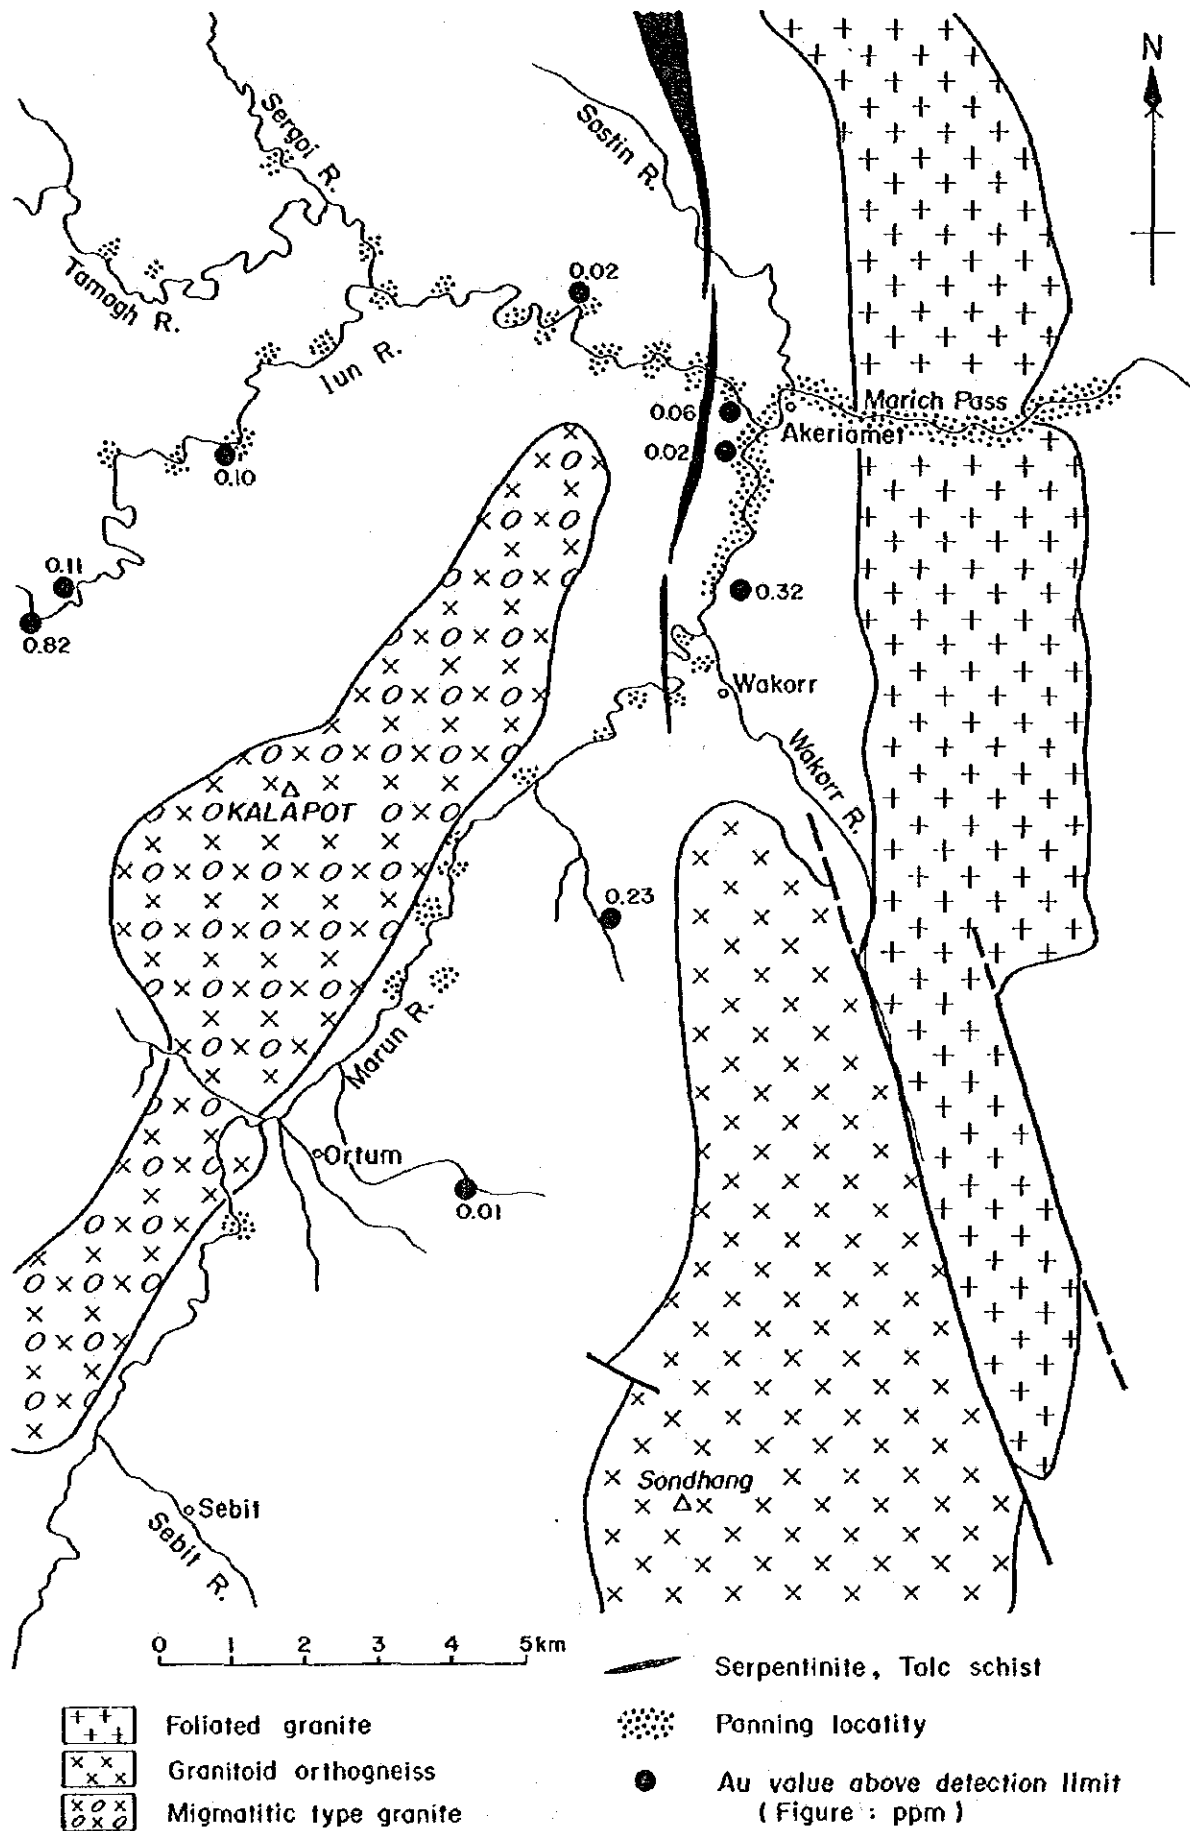 N
Sergoi R.
Sostin R.
Tamogh R.
0.02
Iun R.
Marich Pass
0.06
Akeriamet
0.02
0.10
0.11
0.32
0.82
Wakorr
Wakorr R.
KALAPOT
0.23
Marun R.
Ortum
0.01
Sondhang
Sebit
Sebit R.
0 1 2 3 4 5km
Serpentinite, Talc schist
Foliated granite
Panning locality
Granitoid orthogneiss
Au value above detection limit
(Figure : ppm)
Migmatitic type granite